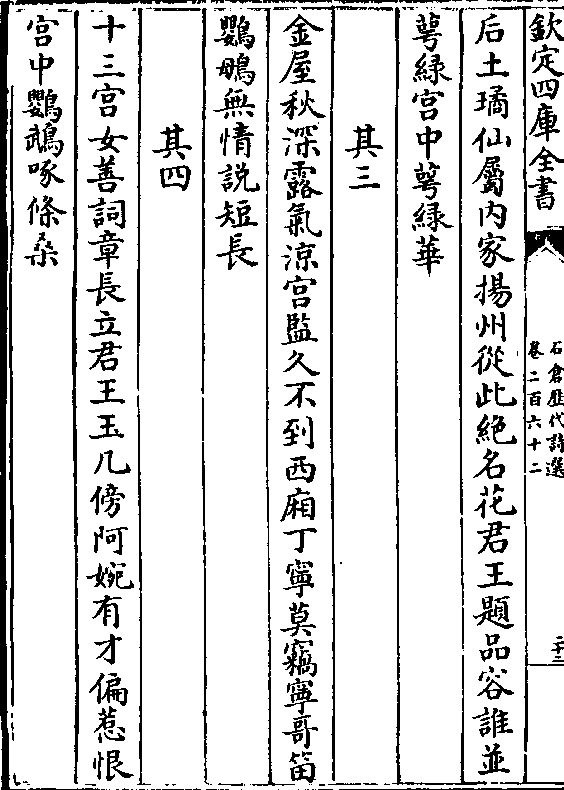 欽定四庫全書
石倉歷代詩選
卷二百六十二
二十三
后土璚仙屬内家揚州從此絶名花君王題品容誰並
萼緑宫中萼緑華
其三
金屋秋深露氣涼宫監久不到西廂丁寧莫竊寧哥笛
鸚鵡無情説短長
其四
十三宫女善詞章長立君王玉几傍阿婉有才偏惹恨
宫中鸚鵡啄條桑